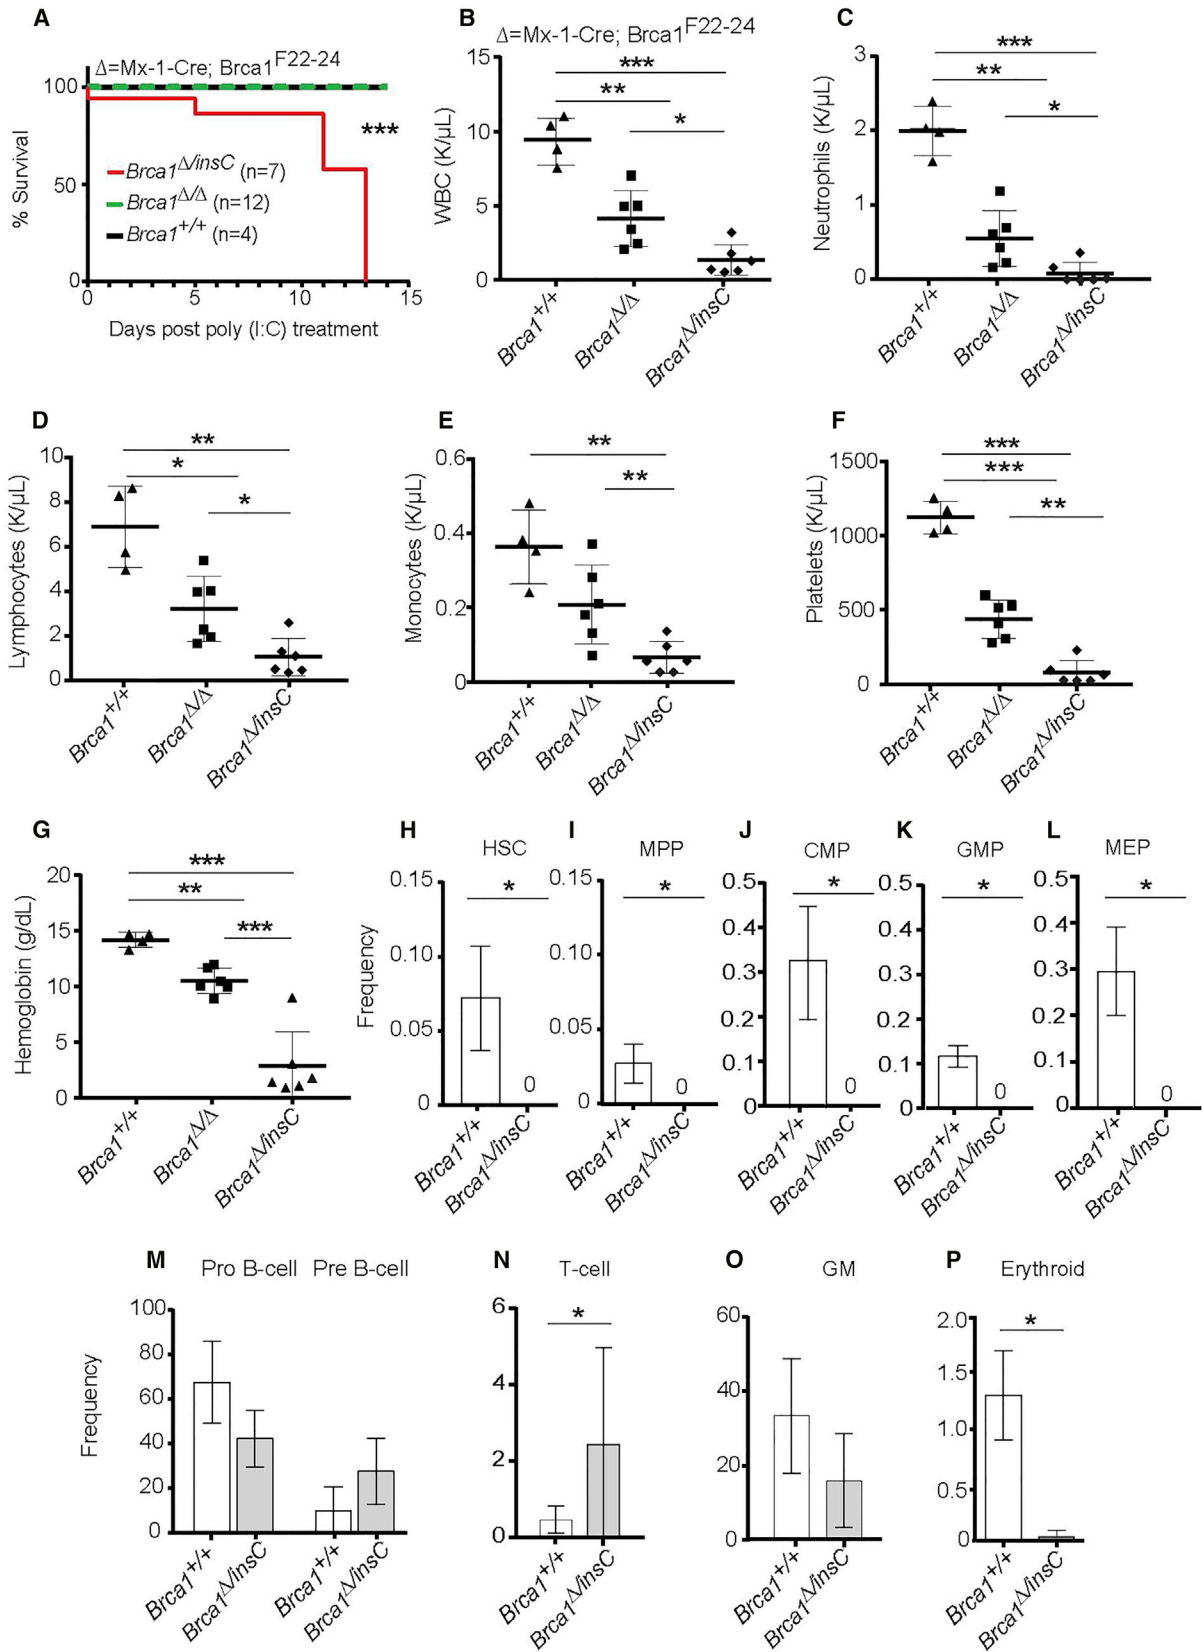 A
Δ=Mx-1-Cre; Brca1F22-24
% Survival
100
50
0
***
Brca1Δ/insC (n=7)
Brca1Δ/Δ (n=12)
Brca1+/+ (n=4)
0 5 10 15
Days post poly (I:C) treatment
B
Δ=Mx-1-Cre; Brca1F22-24
WBC (K/μL)
15
10
5
0
***
**
*
Brca1+/+ Brca1Δ/Δ Brca1Δ/insC
C
Neutrophils (K/μL)
3
2
1
0
***
**
*
Brca1+/+ Brca1Δ/Δ Brca1Δ/insC
D
Lymphocytes (K/μL)
10
8
6
4
2
0
**
*
*
Brca1+/+ Brca1Δ/Δ Brca1Δ/insC
E
Monocytes (K/μL)
0.6
0.4
0.2
0
**
**
Brca1+/+ Brca1Δ/Δ Brca1Δ/insC
F
Platelets (K/μL)
1500
1000
500
0
***
***
**
Brca1+/+ Brca1Δ/Δ Brca1Δ/insC
G
Hemoglobin (g/dL)
20
15
10
5
0
***
**
***
Brca1+/+ Brca1Δ/Δ Brca1Δ/insC
H
HSC
Frequency
0.15
0.10
0.05
0
*
0
Brca1+/+ Brca1Δ/insC
I
MPP
0.15
0.10
0.05
0
*
0
Brca1+/+ Brca1Δ/insC
J
CMP
0.5
0.4
0.3
0.2
0.1
0
*
0
Brca1+/+ Brca1Δ/insC
K
GMP
0.5
0.4
0.3
0.2
0.1
0
*
0
Brca1+/+ Brca1Δ/insC
L
MEP
0.5
0.4
0.3
0.2
0.1
0
*
0
Brca1+/+ Brca1Δ/insC
M
Pro B-cell Pre B-cell
Frequency
100
80
60
40
20
0
Brca1+/+ Brca1Δ/insC Brca1+/+ Brca1Δ/insC
N
T-cell
6
4
2
0
*
Brca1+/+ Brca1Δ/insC
O
GM
60
40
20
0
Brca1+/+ Brca1Δ/insC
P
Erythroid
2.0
1.5
1.0
0.5
0
*
Brca1+/+ Brca1Δ/insC